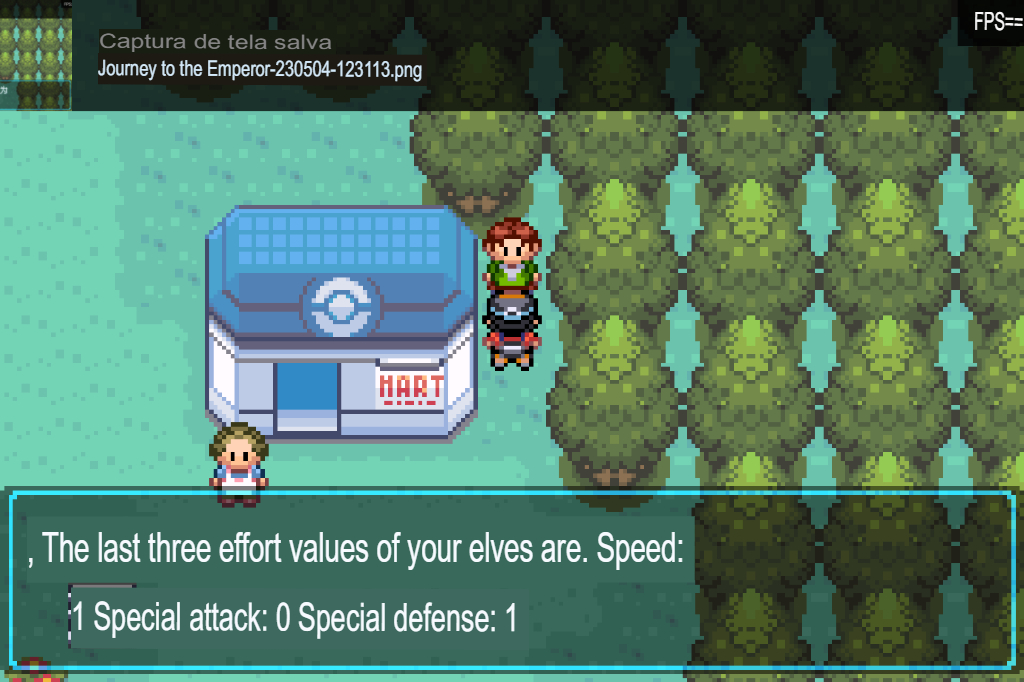 Captura de tela salva
Journey to the Emperor-230504-123113.png
FPS==
为
MART
, The last three effort values of your elves are. Speed:
1 Special attack: 0 Special defense: 1